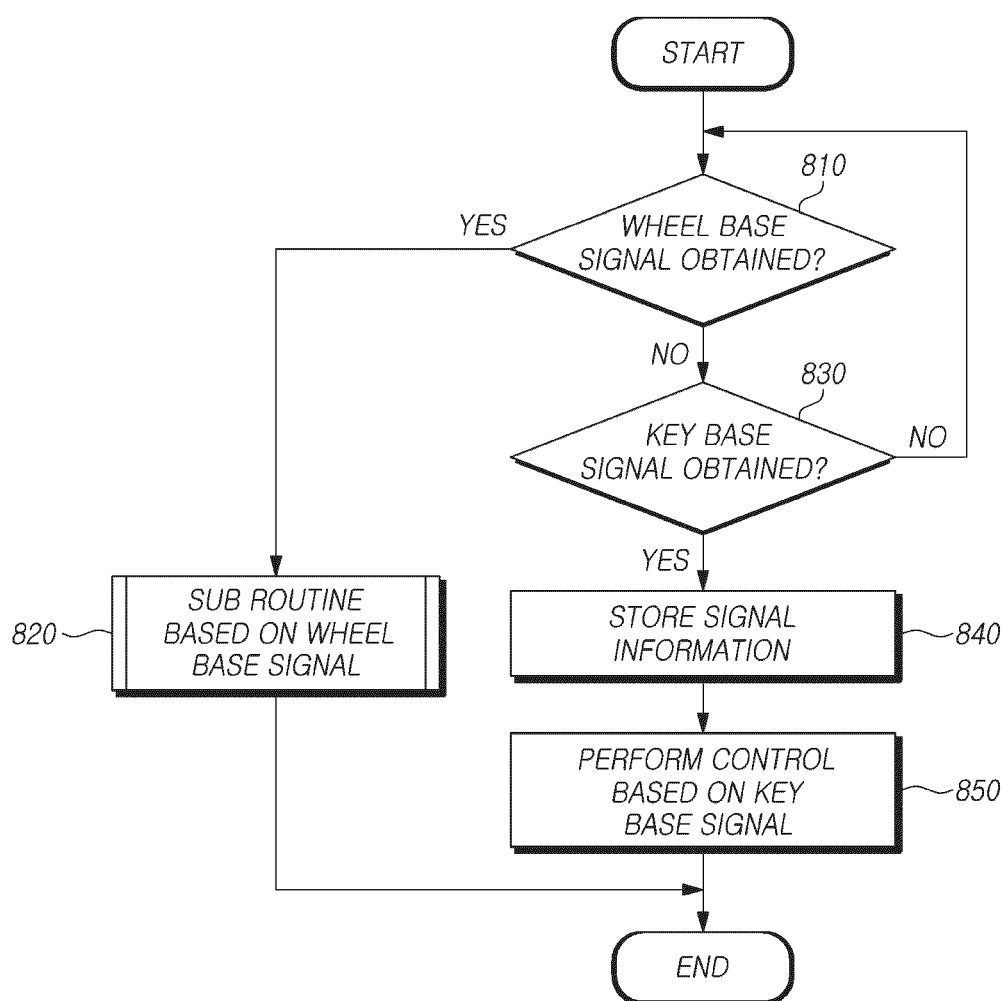 START
810
WHEEL BASE
SIGNAL OBTAINED?
YES
NO
830
KEY BASE
SIGNAL OBTAINED?
NO
YES
820
SUB ROUTINE
BASED ON WHEEL
BASE SIGNAL
STORE SIGNAL
INFORMATION
840
PERFORM CONTROL
BASED ON KEY
BASE SIGNAL
850
END